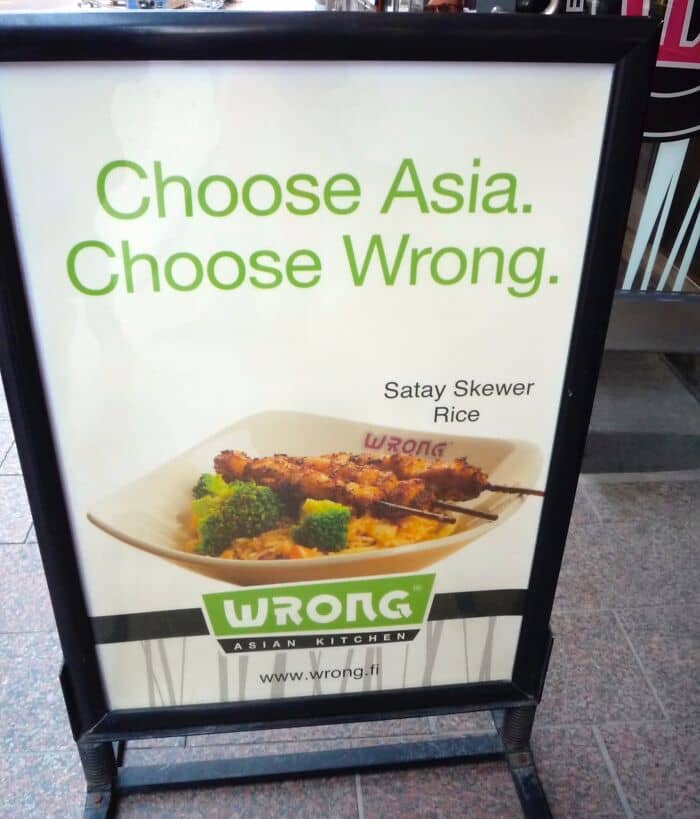 Choose Asia.
Choose Wrong.
Satay Skewer
Rice
WRONG
WRONG
ASIAN KITCHEN
www.wrong.fi